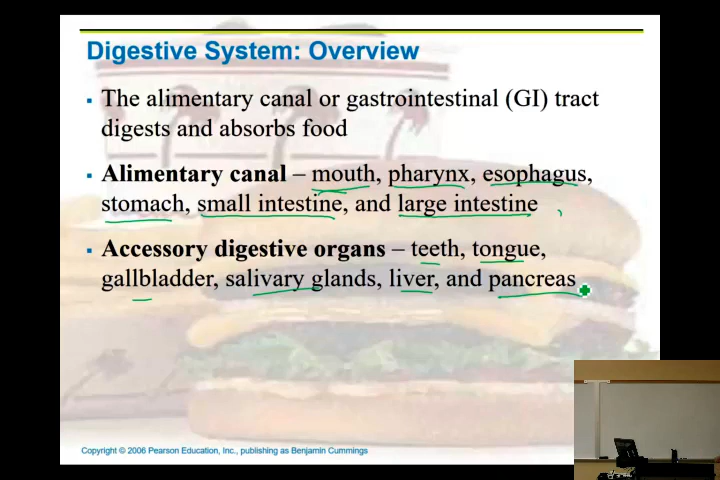 Digestive System: Overview
▪ The alimentary canal or gastrointestinal (GI) tract
digests and absorbs food
▪ Alimentary canal – mouth, pharynx, esophagus,
stomach, small intestine, and large intestine
▪ Accessory digestive organs – teeth, tongue,
gallbladder, salivary glands, liver, and pancreas
Copyright © 2006 Pearson Education, Inc., publishing as Benjamin Cummings